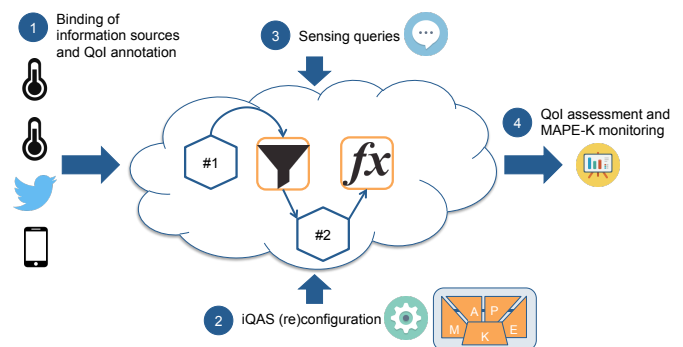 1
Binding of
information sources
and QoI annotation
3
Sensing queries
4
QoI assessment and
MAPE-K monitoring
#1
fx
#2
2
iQAS (re)configuration
M
A
P
E
K